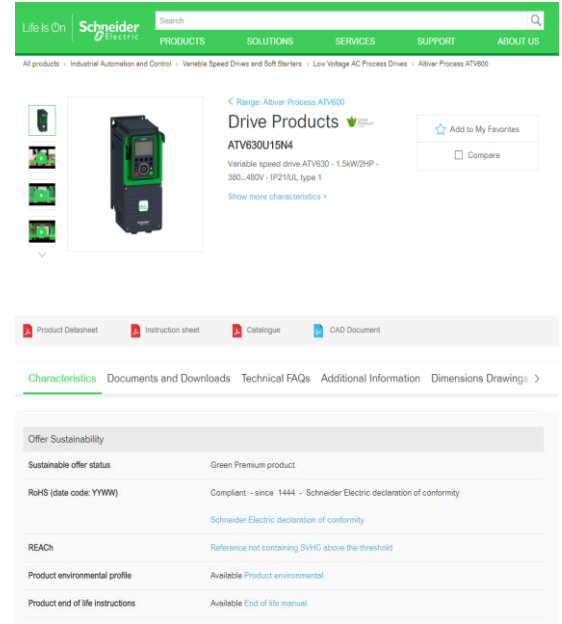 Life Is On
Schneider
Electric
Search
PRODUCTS SOLUTIONS SERVICES SUPPORT ABOUT US
All products > Industrial Automation and Control > Variable Speed Drives and Soft Starters > Low Voltage AC Process Drives > Altivar Process ATV600
< Range: Altivar Process ATV600
Drive Products
ATV630U15N4
Variable speed drive ATV630 - 1.5kW/2HP -
380...480V - IP21/UL type 1
Show more characteristics >
Add to My Favorites
Compare
Product Datasheet Instruction sheet Catalogue CAD Document
Characteristics Documents and Downloads Technical FAQs Additional Information Dimensions Drawings >
Offer Sustainability
Sustainable offer status Green Premium product
RoHS (date code: YYWW) Compliant - since 1444 - Schneider Electric declaration of conformity
Schneider Electric declaration of conformity
REACh Reference not containing SVHC above the threshold
Product environmental profile Available Product environmental
Product end of life instructions Available End of life manual